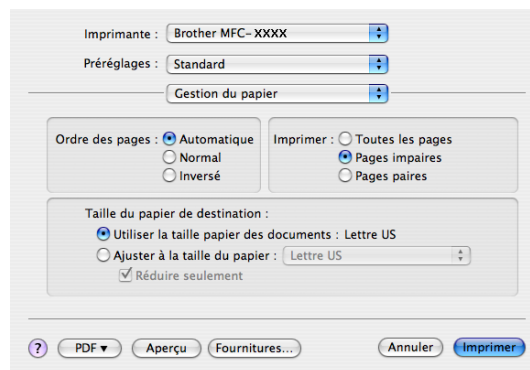 Imprimante : Brother MFC-XXXX
Préréglages : Standard
Gestion du papier
Ordre des pages : Automatique
Normal
Inversé
Imprimer : Toutes les pages
Pages impaires
Pages paires
Taille du papier de destination :
Utiliser la taille papier des documents : Lettre US
Ajuster à la taille du papier : Lettre US
Réduire seulement
? PDF ▼ Aperçu Fournitures... Annuler Imprimer